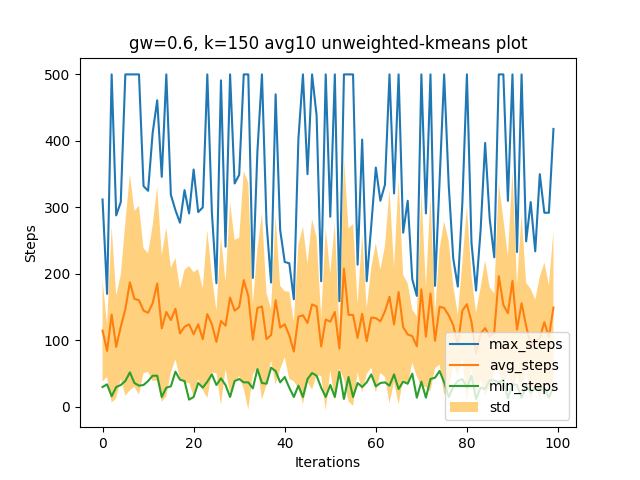 gw=0.6, k=150 avg10 unweighted-kmeans plot
500
400
300
200
100
0
Steps
0
20
40
60
80
100
Iterations
max_steps
avg_steps
min_steps
std